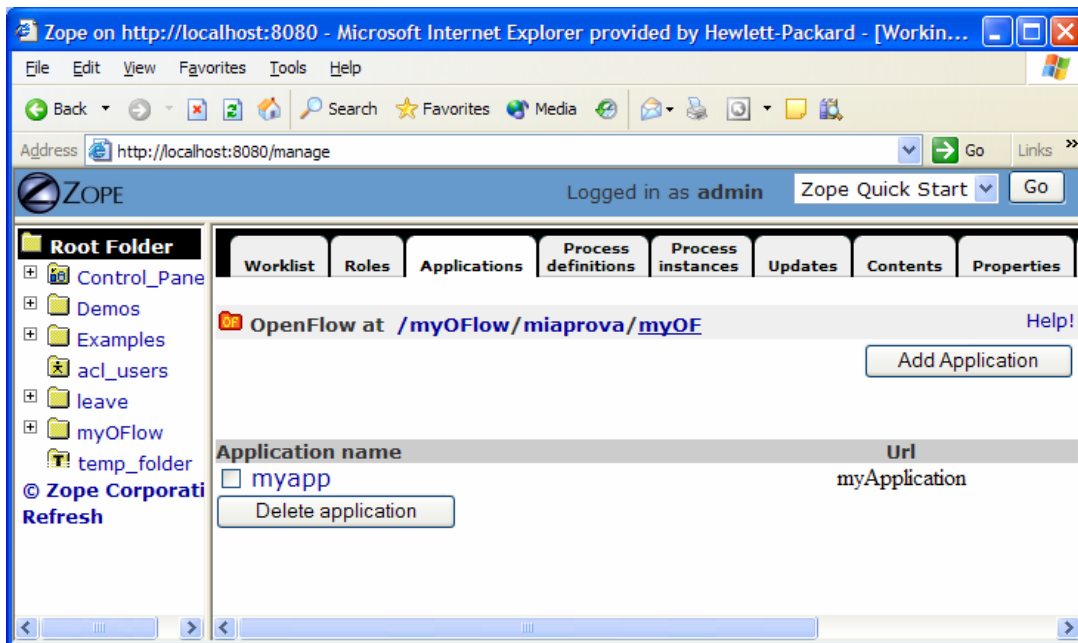 Zope on http://localhost:8080 - Microsoft Internet Explorer provided by Hewlett-Packard - [Workin...
File Edit View Favorites Tools Help
Back Search Favorites Media
Address http://localhost:8080/manage Go Links »
ZOPE Logged in as admin Zope Quick Start Go
Root Folder
Control_Pane
Demos
Examples
acl_users
leave
myOFlow
temp_folder
© Zope Corporati
Refresh
Worklist Roles Applications Process definitions Process instances Updates Contents Properties
OF OpenFlow at /myOFlow/miaprova/myOF Help!
Add Application
Application name Url
myapp myApplication
Delete application